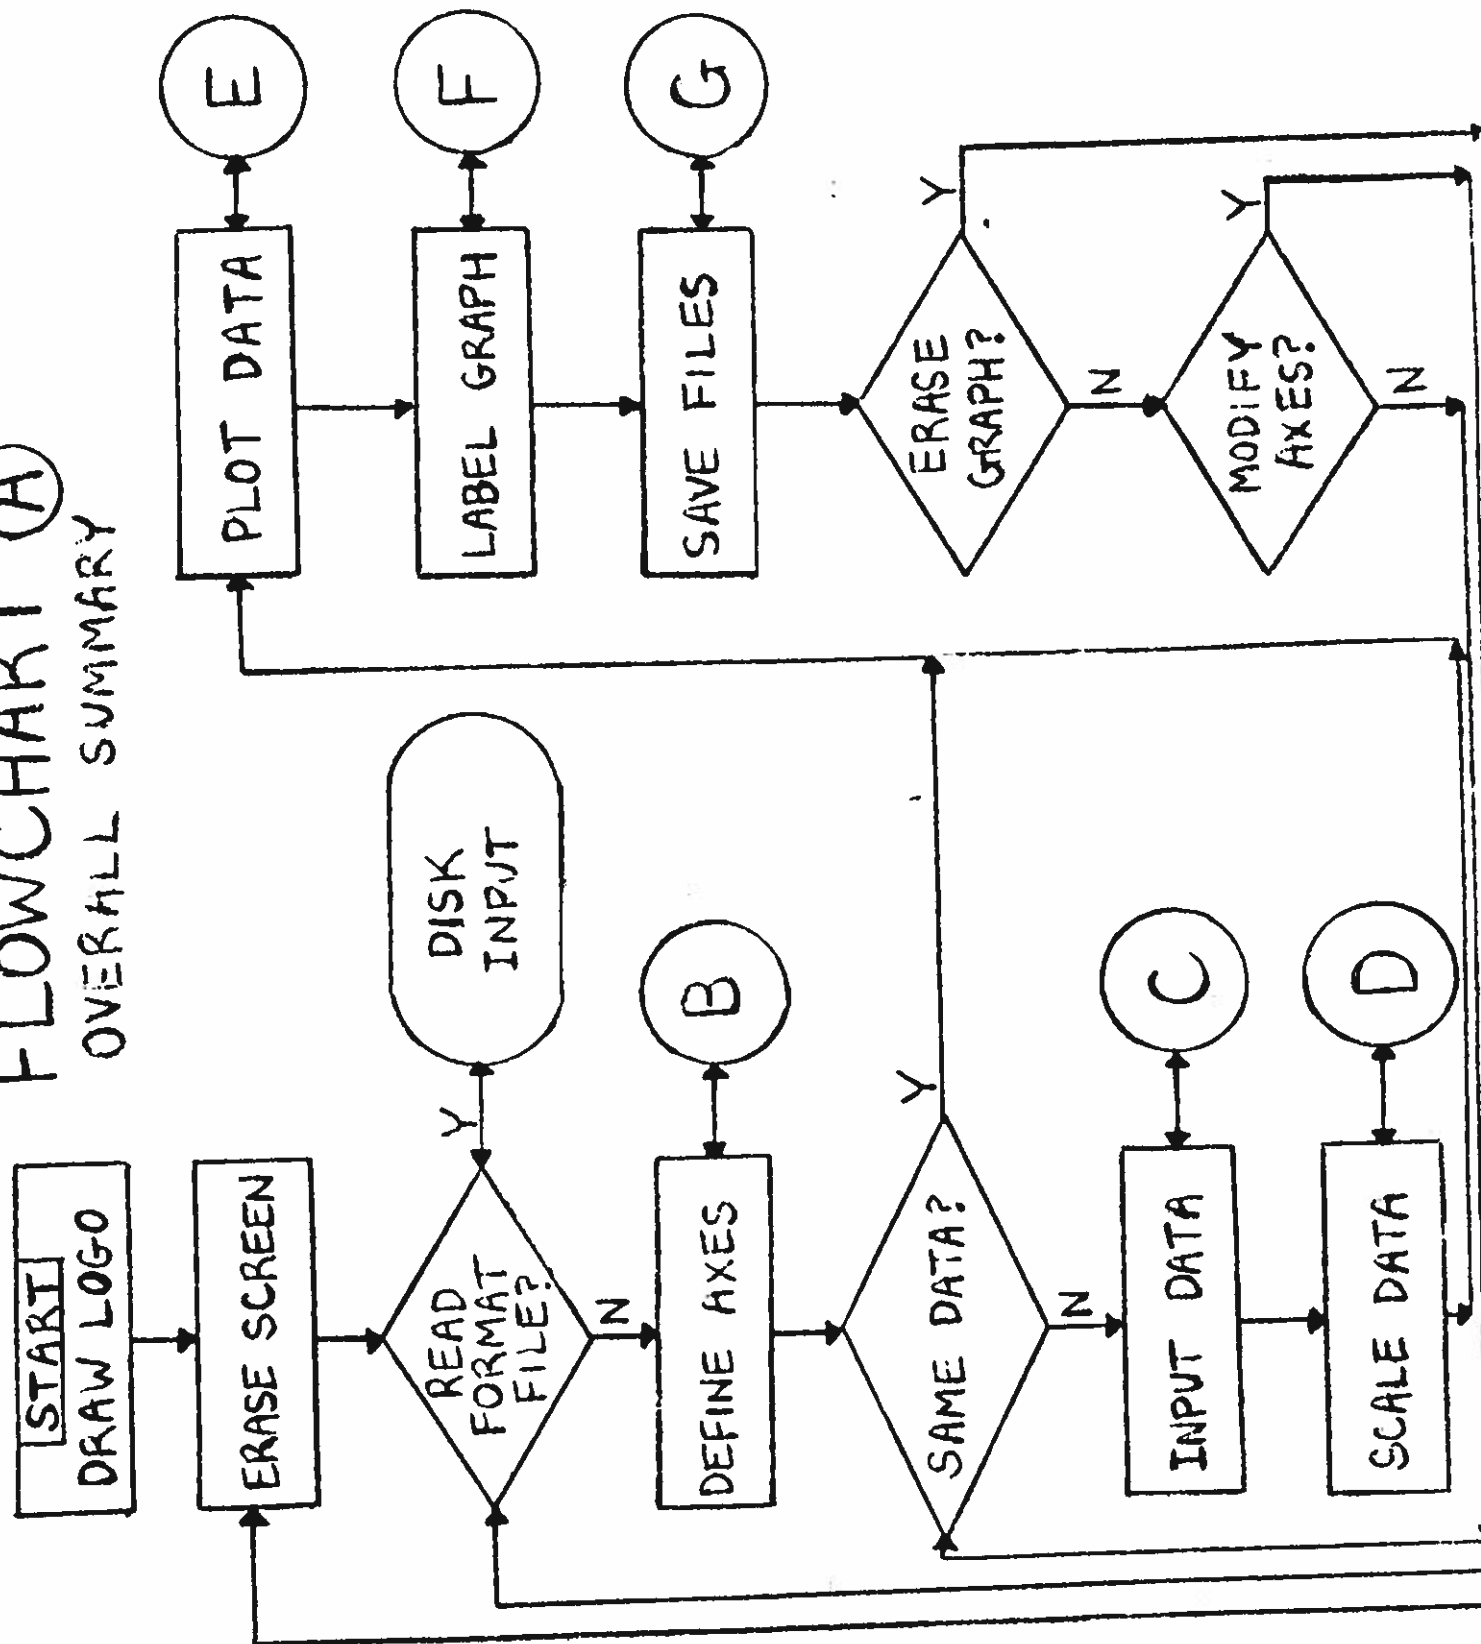 FLOWCHART A
OVERALL SUMMARY
START
DRAW LOGO
ERASE SCREEN
READ
FORMAT
FILE?
Y
DISK
INPUT
N
DEFINE AXES
B
SAME DATA?
Y
N
INPUT DATA
C
SCALE DATA
D
PLOT DATA
E
LABEL GRAPH
F
SAVE FILES
G
ERASE
GRAPH?
Y
N
MODIFY
AXES?
Y
N